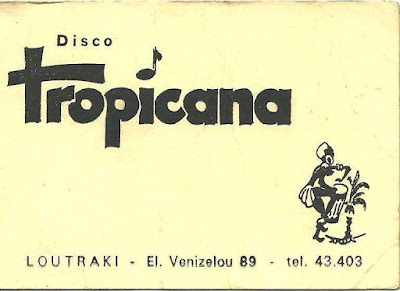 Disco
Tropicana
LOUTRAKI - El. Venizelou 89 - tel. 43.403